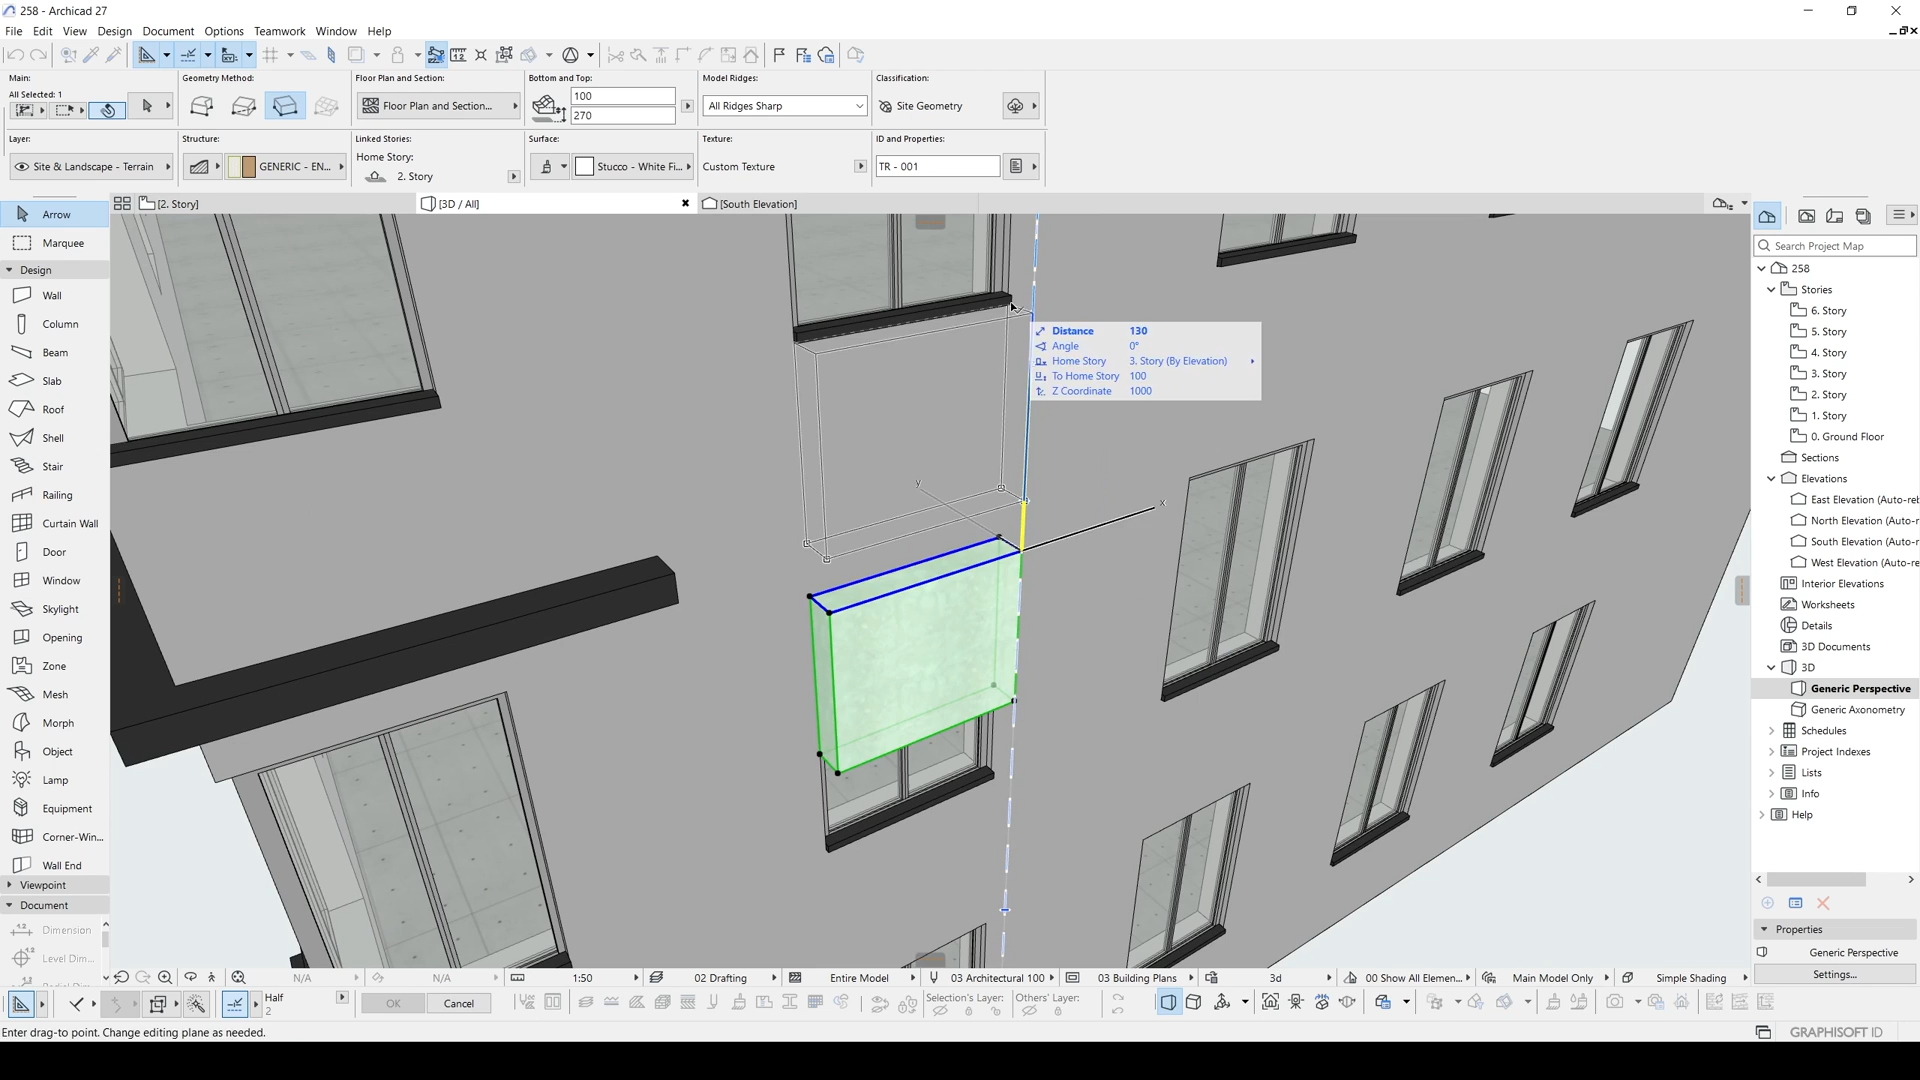 258 - Archicad 27
File Edit View Design Document Options Teamwork Window Help
Main: Geometry Method: Floor Plan and Section: Bottom and Top: Model Ridges: Classification:
All Selected: 1
Floor Plan and Section...
100
270
All Ridges Sharp
Site Geometry
Layer: Structure: Linked Stories: Surface: Texture: ID and Properties:
Site & Landscape - Terrain
GENERIC - EN...
Home Story:
2. Story
Stucco - White Fi...
Custom Texture
TR - 001
[2. Story]
[3D / All]
[South Elevation]
Arrow
Marquee
Design
Wall
Column
Beam
Slab
Roof
Shell
Stair
Railing
Curtain Wall
Door
Window
Skylight
Opening
Zone
Mesh
Morph
Object
Lamp
Equipment
Corner-Win...
Wall End
Viewpoint
Document
Dimension
Level Dim...
y
x
Distance 130
Angle 0°
Home Story 3. Story (By Elevation)
To Home Story 100
Z Coordinate 1000
Search Project Map
258
Stories
6. Story
5. Story
4. Story
3. Story
2. Story
1. Story
0. Ground Floor
Sections
Elevations
East Elevation (Auto-reb
North Elevation (Auto-r
South Elevation (Auto-r
West Elevation (Auto-re
Interior Elevations
Worksheets
Details
3D Documents
3D
Generic Perspective
Generic Axonometry
Schedules
Project Indexes
Lists
Info
Help
Properties
Generic Perspective
Settings...
N/A N/A 1:50 02 Drafting Entire Model 03 Architectural 100 03 Building Plans 3d 00 Show All Elemen... Main Model Only Simple Shading
Half
2
OK Cancel
Selection's Layer: Others' Layer:
Enter drag-to point. Change editing plane as needed.
GRAPHISOFT ID